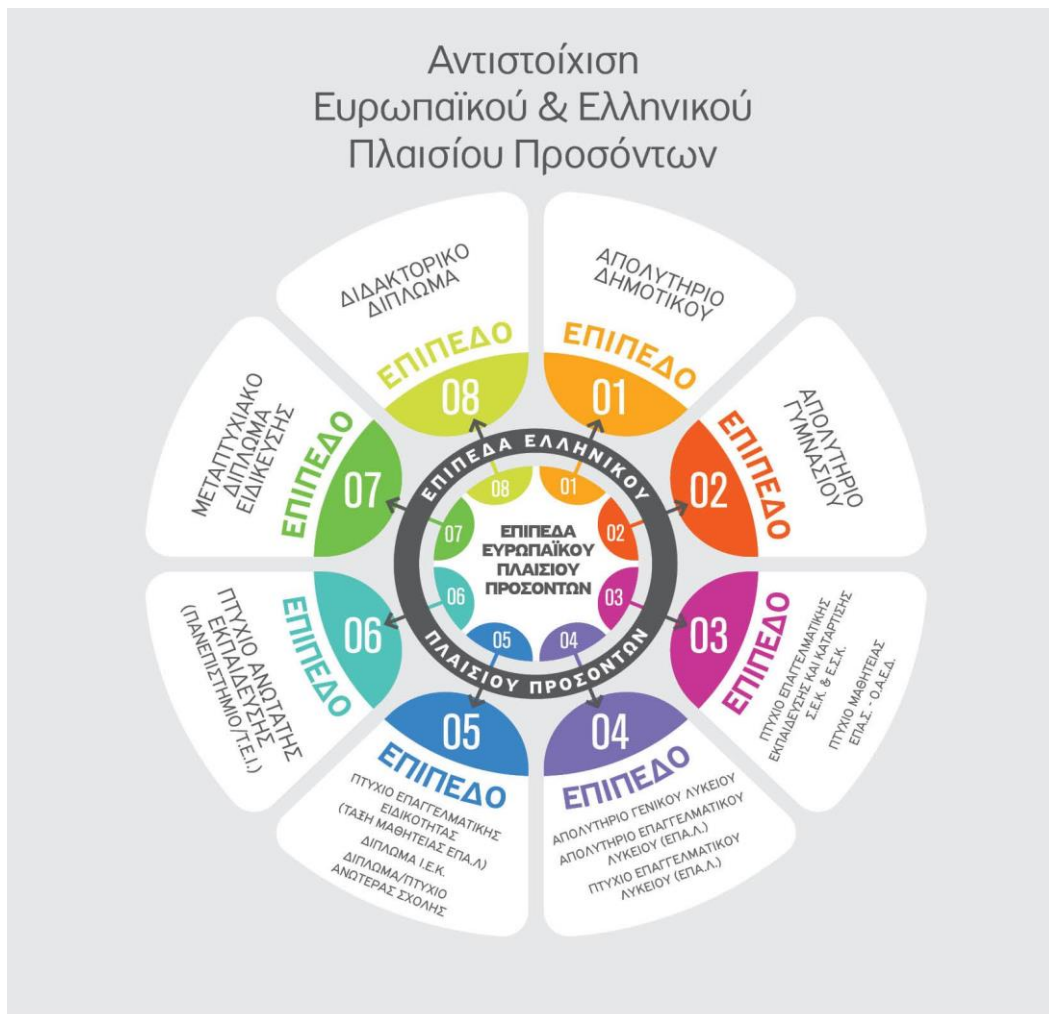 Αντιστοίχιση
Ευρωπαϊκού & Ελληνικού
Πλαισίου Προσόντων
ΑΠΟΛΥΤΗΡΙΟ
ΔΗΜΟΤΙΚΟΥ
ΕΠΙΠΕΔΟ
01
ΑΠΟΛΥΤΗΡΙΟ
ΓΥΜΝΑΣΙΟΥ
ΕΠΙΠΕΔΟ
02
ΕΠΙΠΕΔΟ
03
ΠΤΥΧΙΟ ΕΠΑΓΓΕΛΜΑΤΙΚΗΣ
ΕΚΠΑΙΔΕΥΣΗΣ ΚΑΙ ΚΑΤΑΡΤΙΣΗΣ
Σ.Ε.Κ. & Ε.Σ.Κ.
ΠΤΥΧΙΟ ΜΑΘΗΤΕΙΑΣ
ΕΠΑ.Σ. - Ο.Α.Ε.Δ.
04
ΕΠΙΠΕΔΟ
ΑΠΟΛΥΤΗΡΙΟ ΓΕΝΙΚΟΥ ΛΥΚΕΙΟΥ
ΑΠΟΛΥΤΗΡΙΟ ΕΠΑΓΓΕΛΜΑΤΙΚΟΥ
ΛΥΚΕΙΟΥ (ΕΠΑ.Λ.)
ΠΤΥΧΙΟ ΕΠΑΓΓΕΛΜΑΤΙΚΟΥ
ΛΥΚΕΙΟΥ (ΕΠΑ.Λ.)
05
ΕΠΙΠΕΔΟ
ΠΤΥΧΙΟ ΕΠΑΓΓΕΛΜΑΤΙΚΗΣ
ΕΙΔΙΚΟΤΗΤΑΣ
(ΤΑΞΗ ΜΑΘΗΤΕΙΑΣ ΕΠΑ.Λ)
ΔΙΠΛΩΜΑ Ι.Ε.Κ.
ΔΙΠΛΩΜΑ/ΠΤΥΧΙΟ
ΑΝΩΤΕΡΑΣ ΣΧΟΛΗΣ
06
ΕΠΙΠΕΔΟ
ΠΤΥΧΙΟ ΑΝΩΤΑΤΗΣ
ΕΚΠΑΙΔΕΥΣΗΣ
(ΠΑΝΕΠΙΣΤΗΜΙΟ/Τ.Ε.Ι.)
ΜΕΤΑΠΤΥΧΙΑΚΟ
ΔΙΠΛΩΜΑ
ΕΙΔΙΚΕΥΣΗΣ
ΕΠΙΠΕΔΟ
07
ΔΙΔΑΚΤΟΡΙΚΟ
ΔΙΠΛΩΜΑ
ΕΠΙΠΕΔΟ
08
ΕΠΙΠΕΔΑ ΕΛΛΗΝΙΚΟΥ
ΠΛΑΙΣΙΟΥ ΠΡΟΣΟΝΤΩΝ
01
02
03
04
05
06
07
08
ΕΠΙΠΕΔΑ
ΕΥΡΩΠΑΪΚΟΥ
ΠΛΑΙΣΙΟΥ
ΠΡΟΣΟΝΤΩΝ